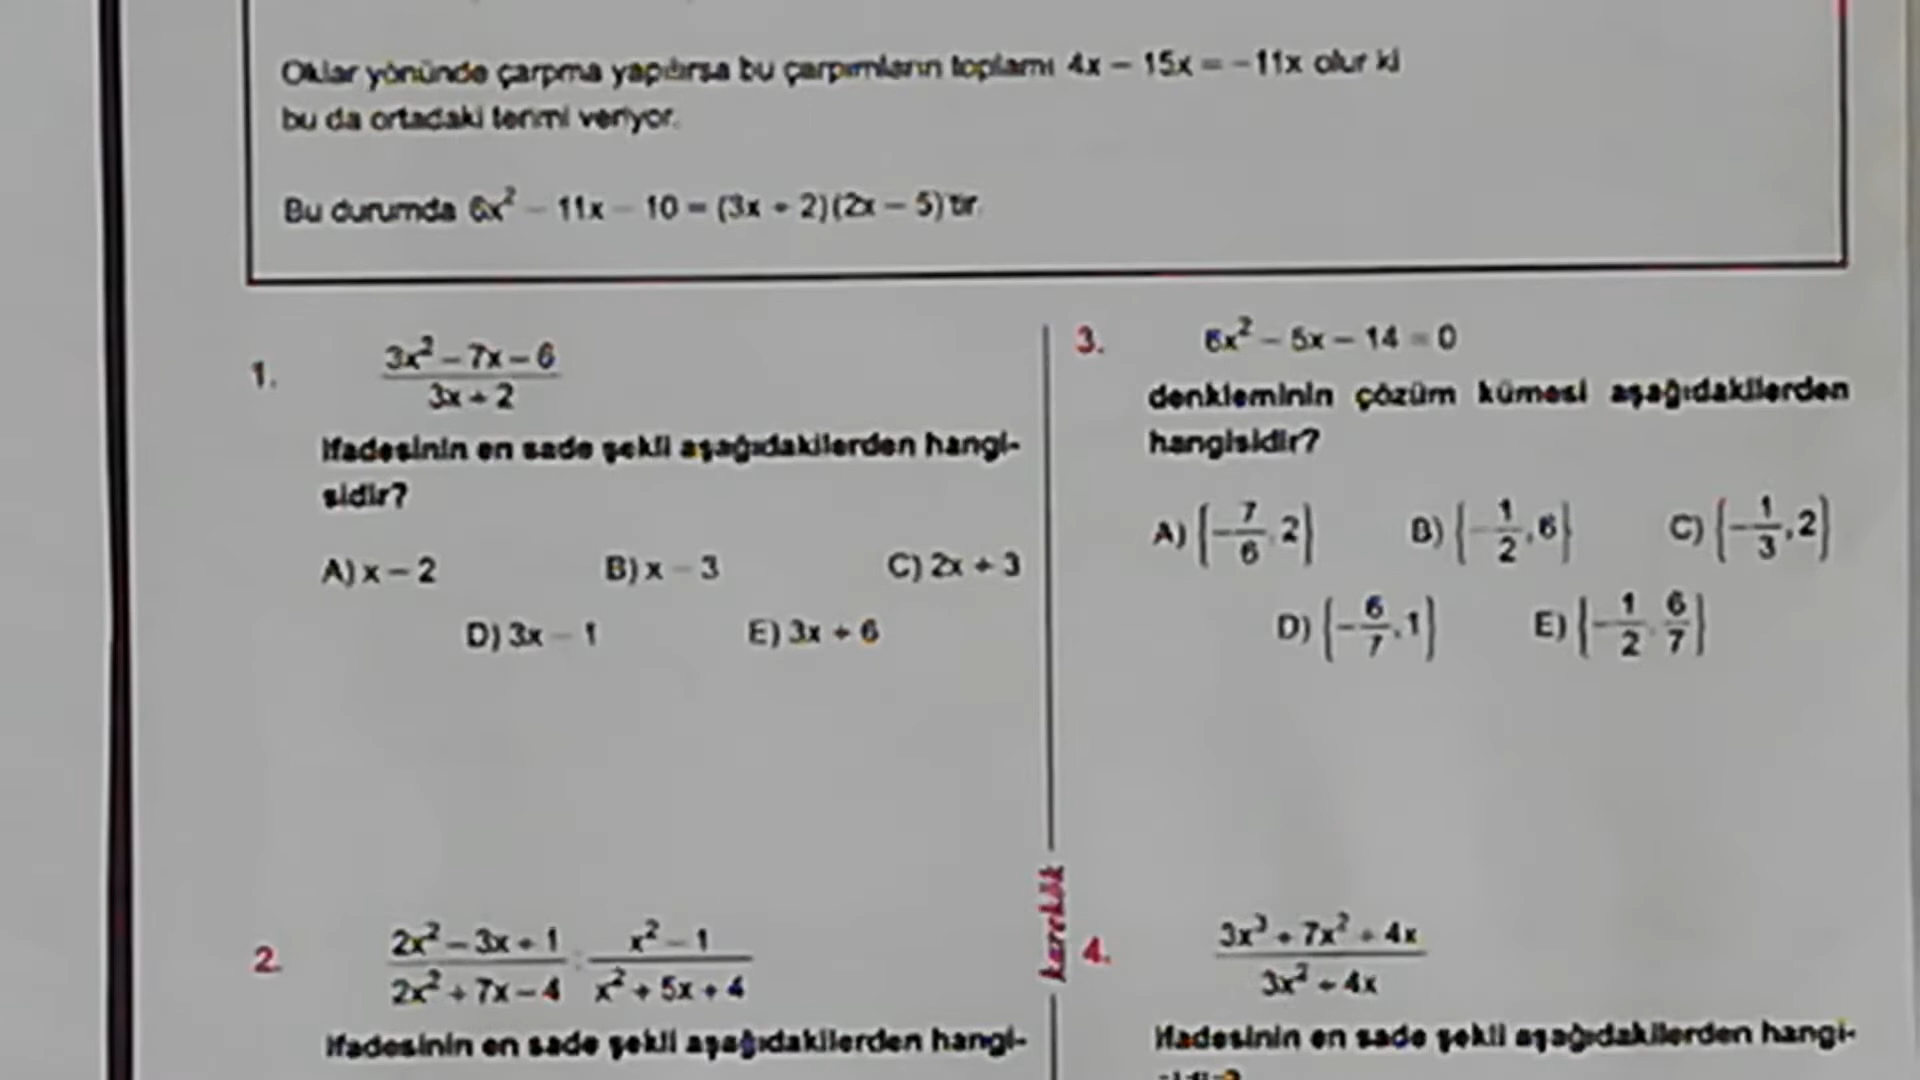 Oklar yönünde çarpma yapılırsa bu çarpımların toplamı 4x – 15x = –11x olur ki
bu da ortadaki terimi veriyor.
Bu durumda 6x² – 11x – 10 = (3x + 2)(2x – 5) tir.
1.
3x² – 7x – 6
3x + 2
ifadesinin en sade şekli aşağıdakilerden hangi-
sidir?
A) x – 2 B) x – 3 C) 2x + 3
D) 3x – 1 E) 3x + 6
2.
2x² – 3x + 1 x² – 1
:
2x² + 7x – 4 x² + 5x + 4
ifadesinin en sade şekli aşağıdakilerden hangi-
karekök
3. 6x² – 5x – 14 = 0
denkleminin çözüm kümesi aşağıdakilerden
hangisidir?
A) {–7/6, 2} B) {–1/2, 6} C) {–1/3, 2}
D) {–6/7, 1} E) {–1/2, 6/7}
4.
3x³ + 7x² + 4x
3x² + 4x
ifadesinin en sade şekli aşağıdakilerden hangi-
sidir?